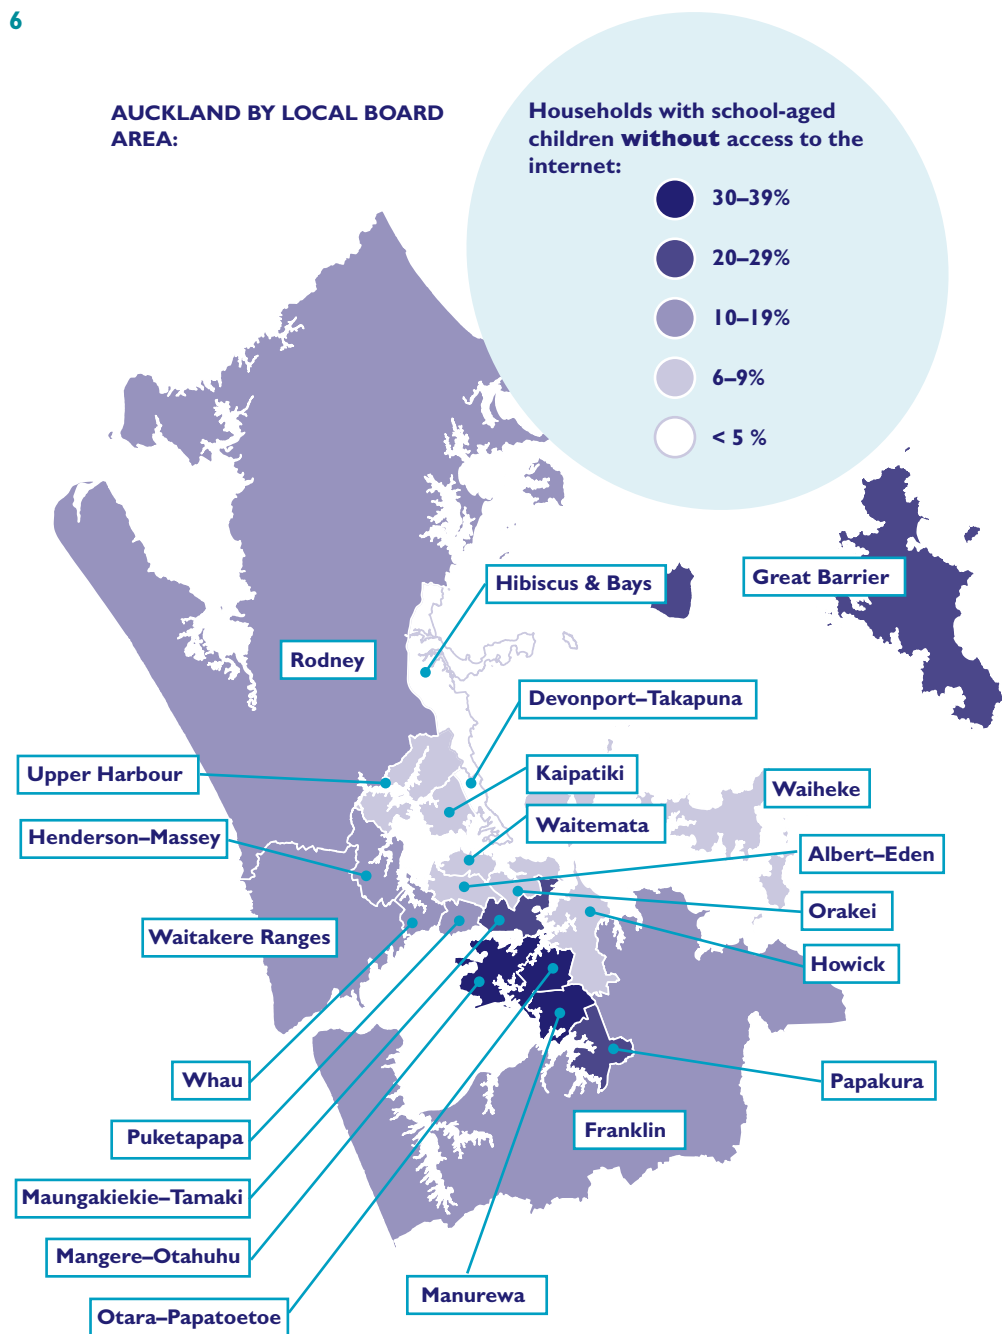 6
AUCKLAND BY LOCAL BOARD
AREA:
Households with school-aged
children without access to the
internet:
30–39%
20–29%
10–19%
6–9%
< 5 %
Hibiscus & Bays
Great Barrier
Rodney
Devonport–Takapuna
Upper Harbour
Kaipatiki
Waiheke
Henderson–Massey
Waitemata
Albert–Eden
Orakei
Waitakere Ranges
Howick
Whau
Papakura
Puketapapa
Franklin
Maungakiekie–Tamaki
Mangere–Otahuhu
Manurewa
Otara–Papatoetoe